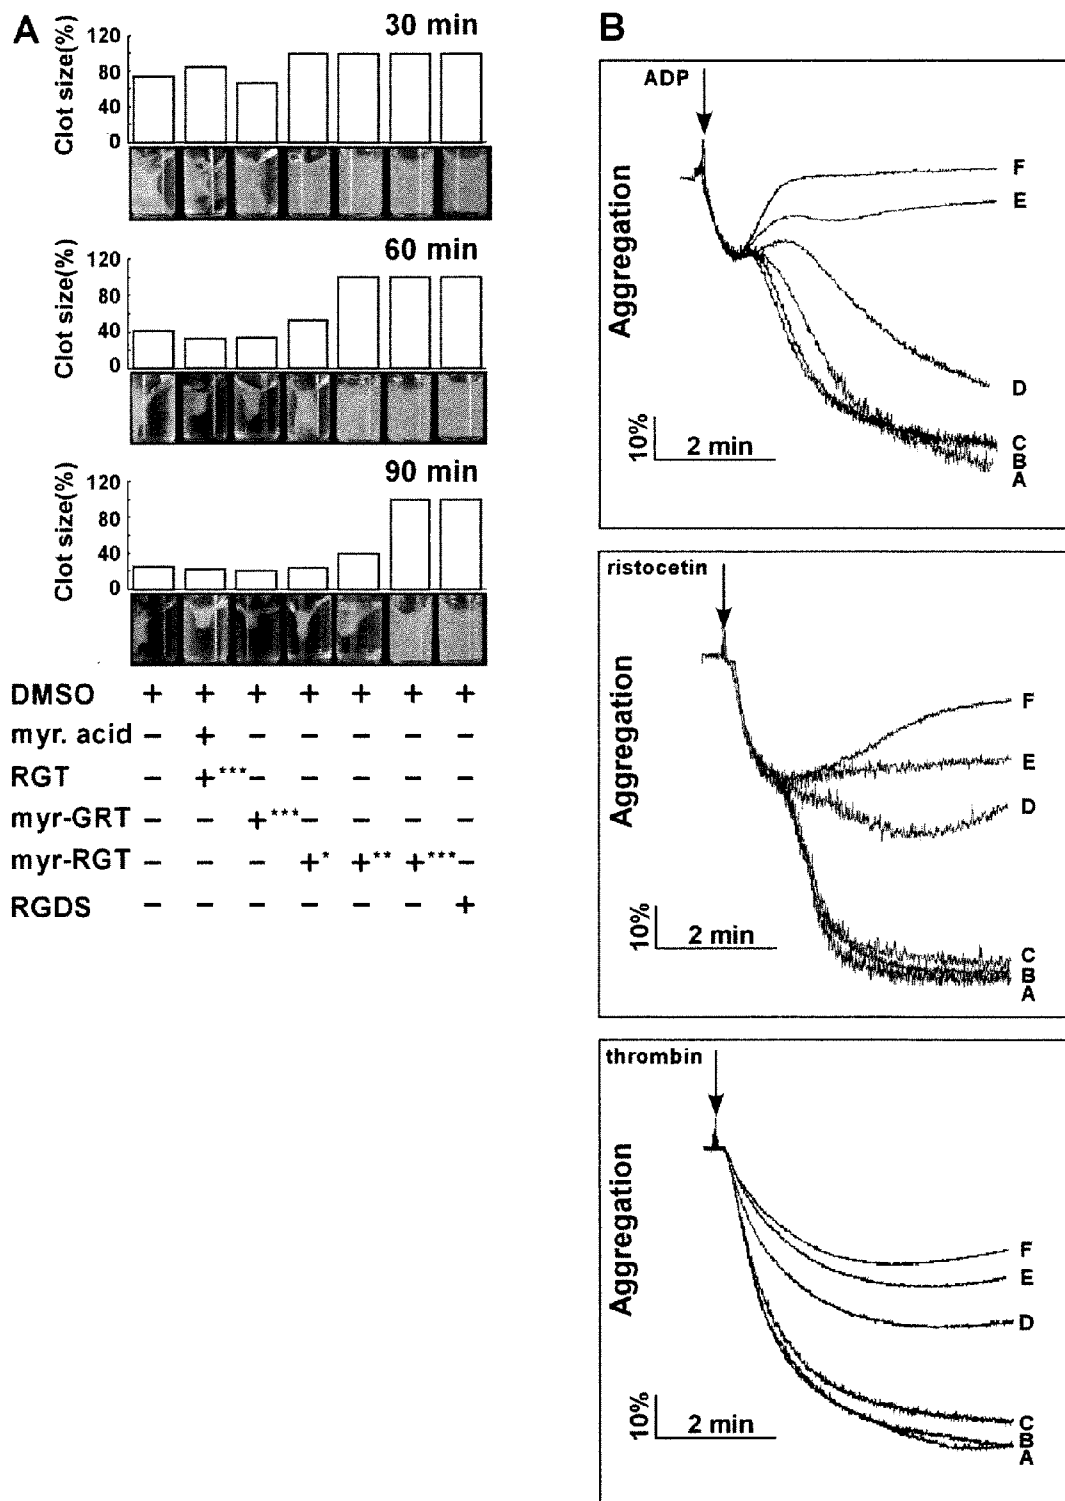 A
30 min
Clot size(%)
120
80
40
0
60 min
Clot size(%)
120
80
40
0
90 min
Clot size(%)
120
80
40
0
DMSO + + + + + + +
myr. acid − + − − − − −
RGT − +*** − − − − −
myr-GRT − − +*** − − − −
myr-RGT − − − +* +** +*** −
RGDS − − − − − − +
B
ADP
Aggregation
F
E
D
C
B
A
10%
2 min
ristocetin
Aggregation
F
E
D
C
B
A
10%
2 min
thrombin
Aggregation
F
E
D
C
B
A
10%
2 min